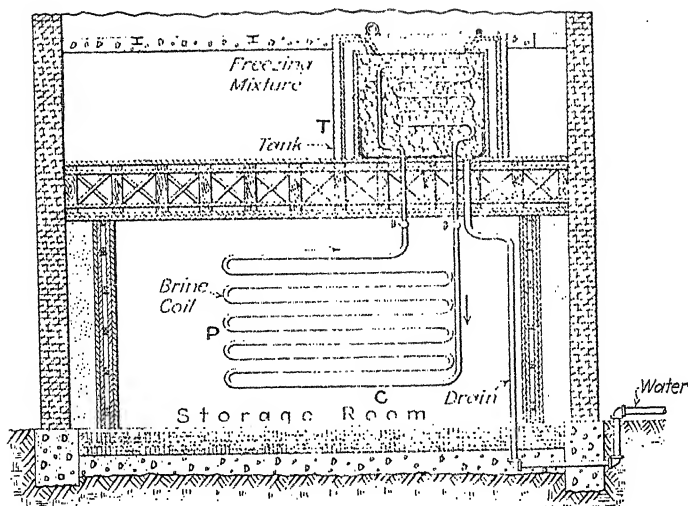 I I
Freezing
Mixture
T
Tank
D D
Brine
Coil
P
C
Storage Room
Drain
Water